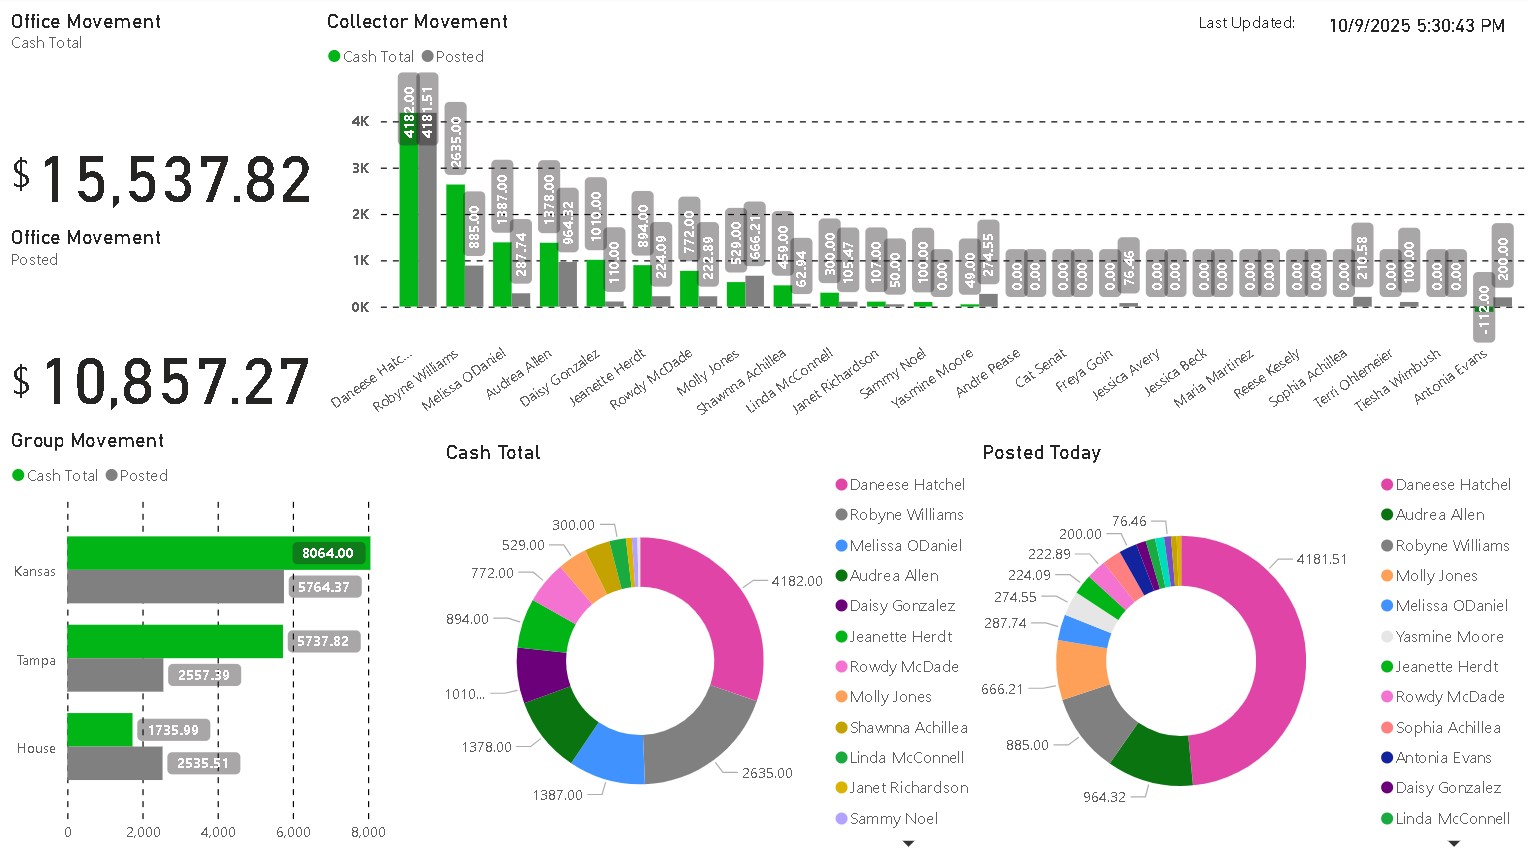 Office Movement
Cash Total
$ 15,537.82
Office Movement
Posted
$ 10,857.27
Collector Movement
Last Updated: 10/9/2025 5:30:43 PM
Cash Total Posted
4K
3K
2K
1K
0K
4182.00 4181.51
2635.00 885.00
1387.00 287.74
1378.00 964.32
1010.00 110.00
894.00 224.09
772.00 222.89
529.00 666.21
459.00 62.94
300.00 105.47
107.00 50.00
100.00 0.00
49.00 274.55
0.00 0.00
0.00 0.00
0.00 76.46
0.00 0.00
0.00 0.00
0.00 0.00
0.00 0.00
0.00 210.58
0.00 100.00
0.00 0.00
-112.00 200.00
Daneese Hatc...
Robyne Williams
Melissa ODaniel
Audrea Allen
Daisy Gonzalez
Jeanette Herdt
Rowdy McDade
Molly Jones
Shawnna Achillea
Linda McConnell
Janet Richardson
Sammy Noel
Yasmine Moore
Andre Pease
Cat Senat
Freya Goin
Jessica Avery
Jessica Beck
Maria Martinez
Reese Kesely
Sophia Achillea
Terri Ohlemeier
Tiesha Wimbush
Antonia Evans
Group Movement
Cash Total Posted
Kansas
8064.00
5764.37
Tampa
5737.82
2557.39
House
1735.99
2535.51
0 2,000 4,000 6,000 8,000
Cash Total
300.00
529.00
772.00
894.00
1010...
1378.00
1387.00
2635.00
4182.00
Daneese Hatchel
Robyne Williams
Melissa ODaniel
Audrea Allen
Daisy Gonzalez
Jeanette Herdt
Rowdy McDade
Molly Jones
Shawnna Achillea
Linda McConnell
Janet Richardson
Sammy Noel
Posted Today
76.46
200.00
222.89
224.09
274.55
287.74
666.21
885.00
964.32
4181.51
Daneese Hatchel
Audrea Allen
Robyne Williams
Molly Jones
Melissa ODaniel
Yasmine Moore
Jeanette Herdt
Rowdy McDade
Sophia Achillea
Antonia Evans
Daisy Gonzalez
Linda McConnell